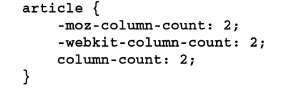 article {
    -moz-column-count: 2;
    -webkit-column-count: 2;
    column-count: 2;
}